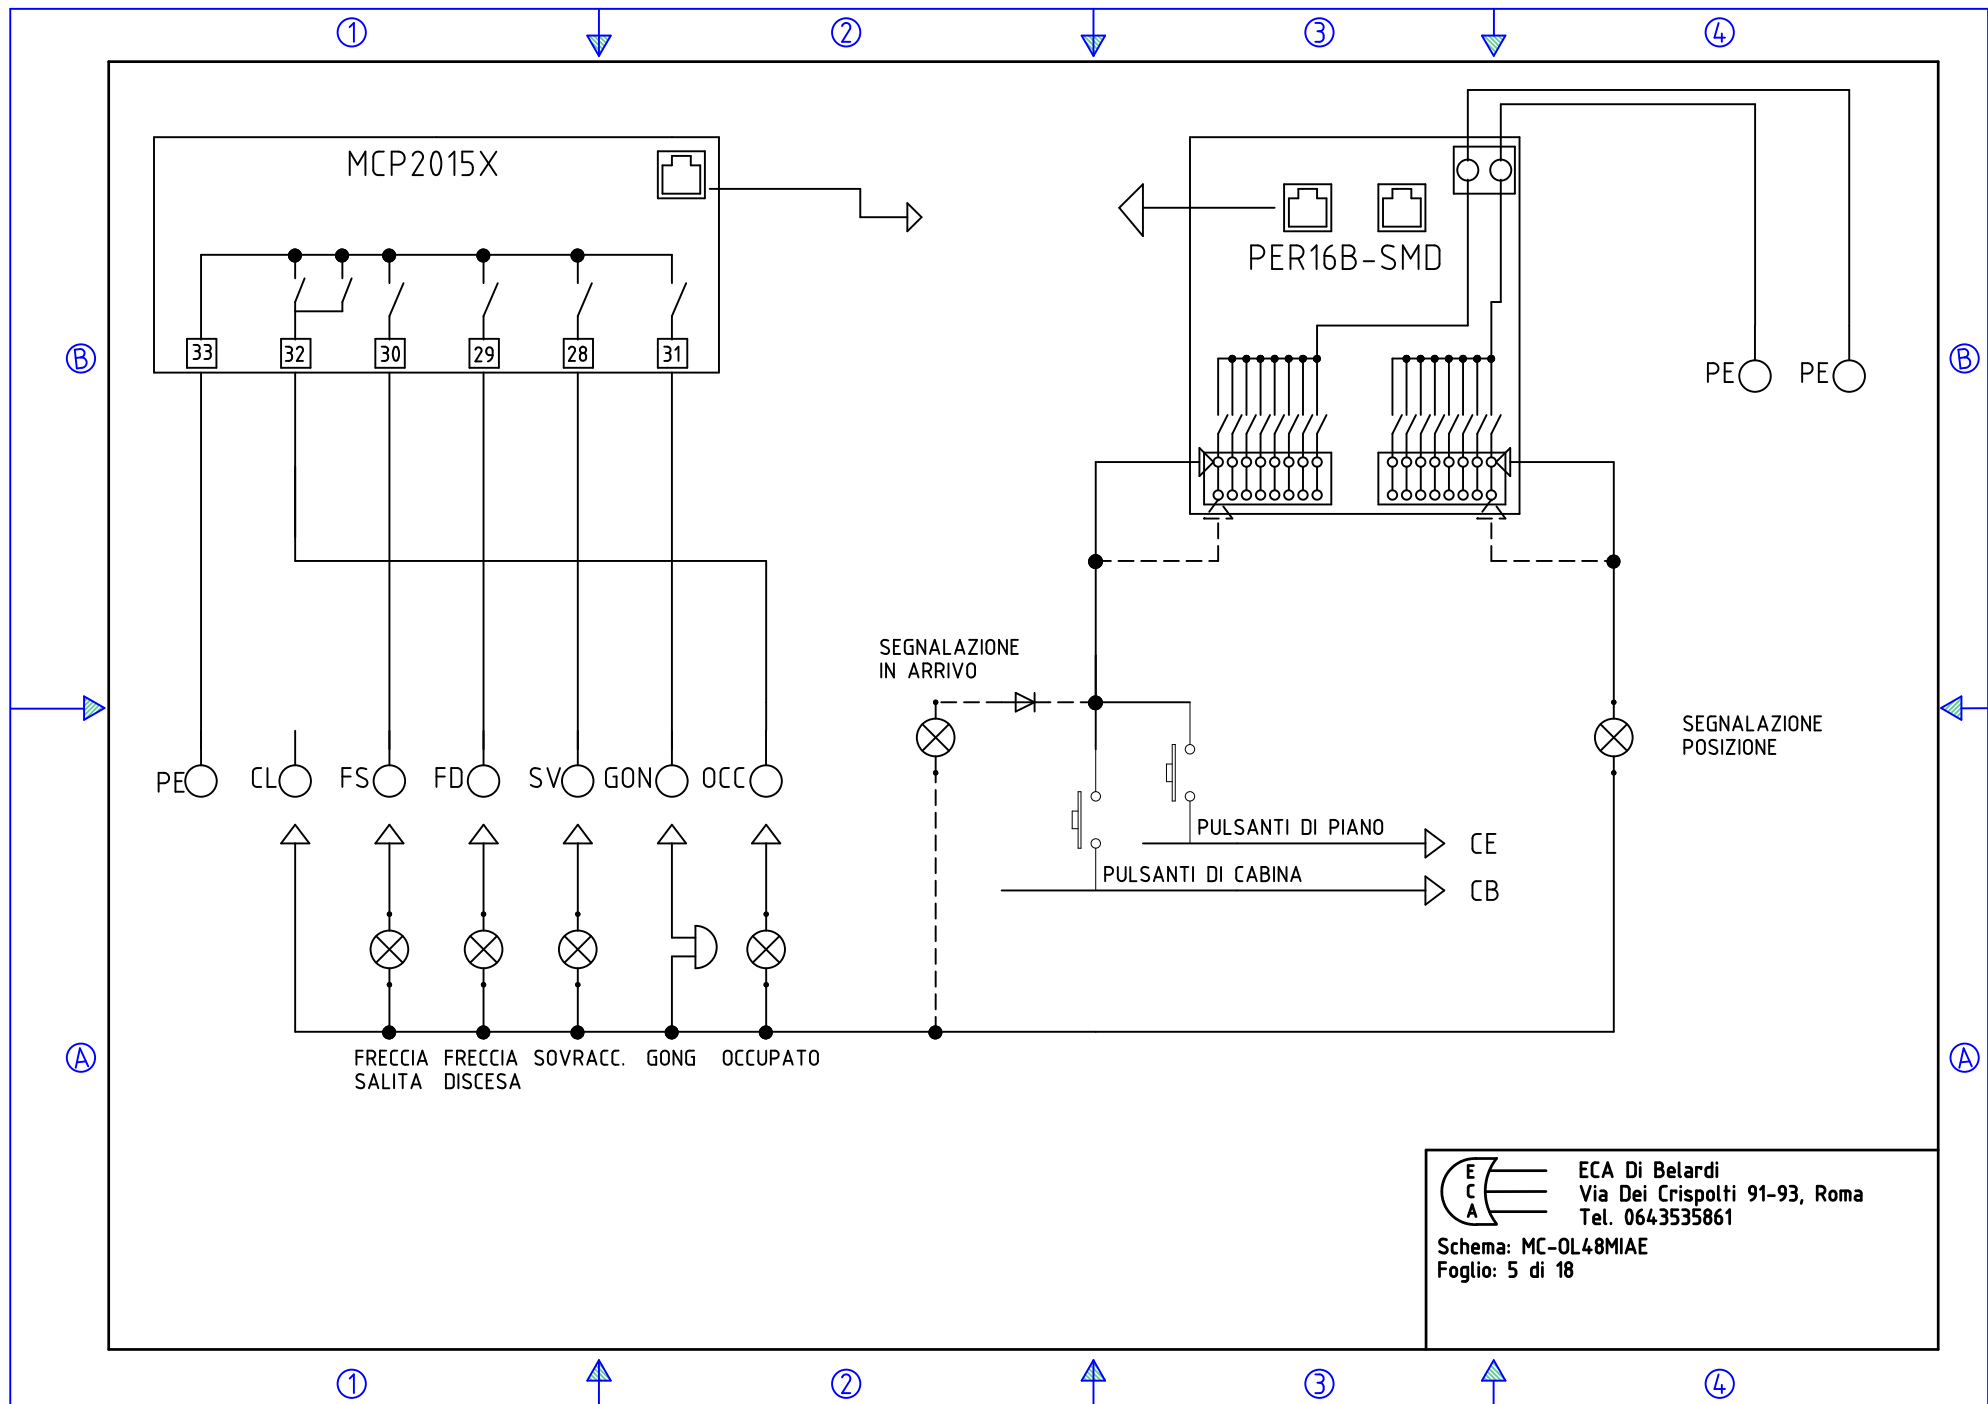 1 2 3 4
MCP2015X
PER16B-SMD
33 32 30 29 28 31
B B
PE PE
SEGNALAZIONE
IN ARRIVO
SEGNALAZIONE
POSIZIONE
PE CL FS FD SV GON OCC
PULSANTI DI PIANO CE
PULSANTI DI CABINA CB
A A
FRECCIA
SALITA
FRECCIA
DISCESA
SOVRACC.
GONG
OCCUPATO
E
C
A
ECA Di Belardi
Via Dei Crispolti 91-93, Roma
Tel. 0643535861
Schema: MC-OL48MIAE
Foglio: 5 di 18
1 2 3 4